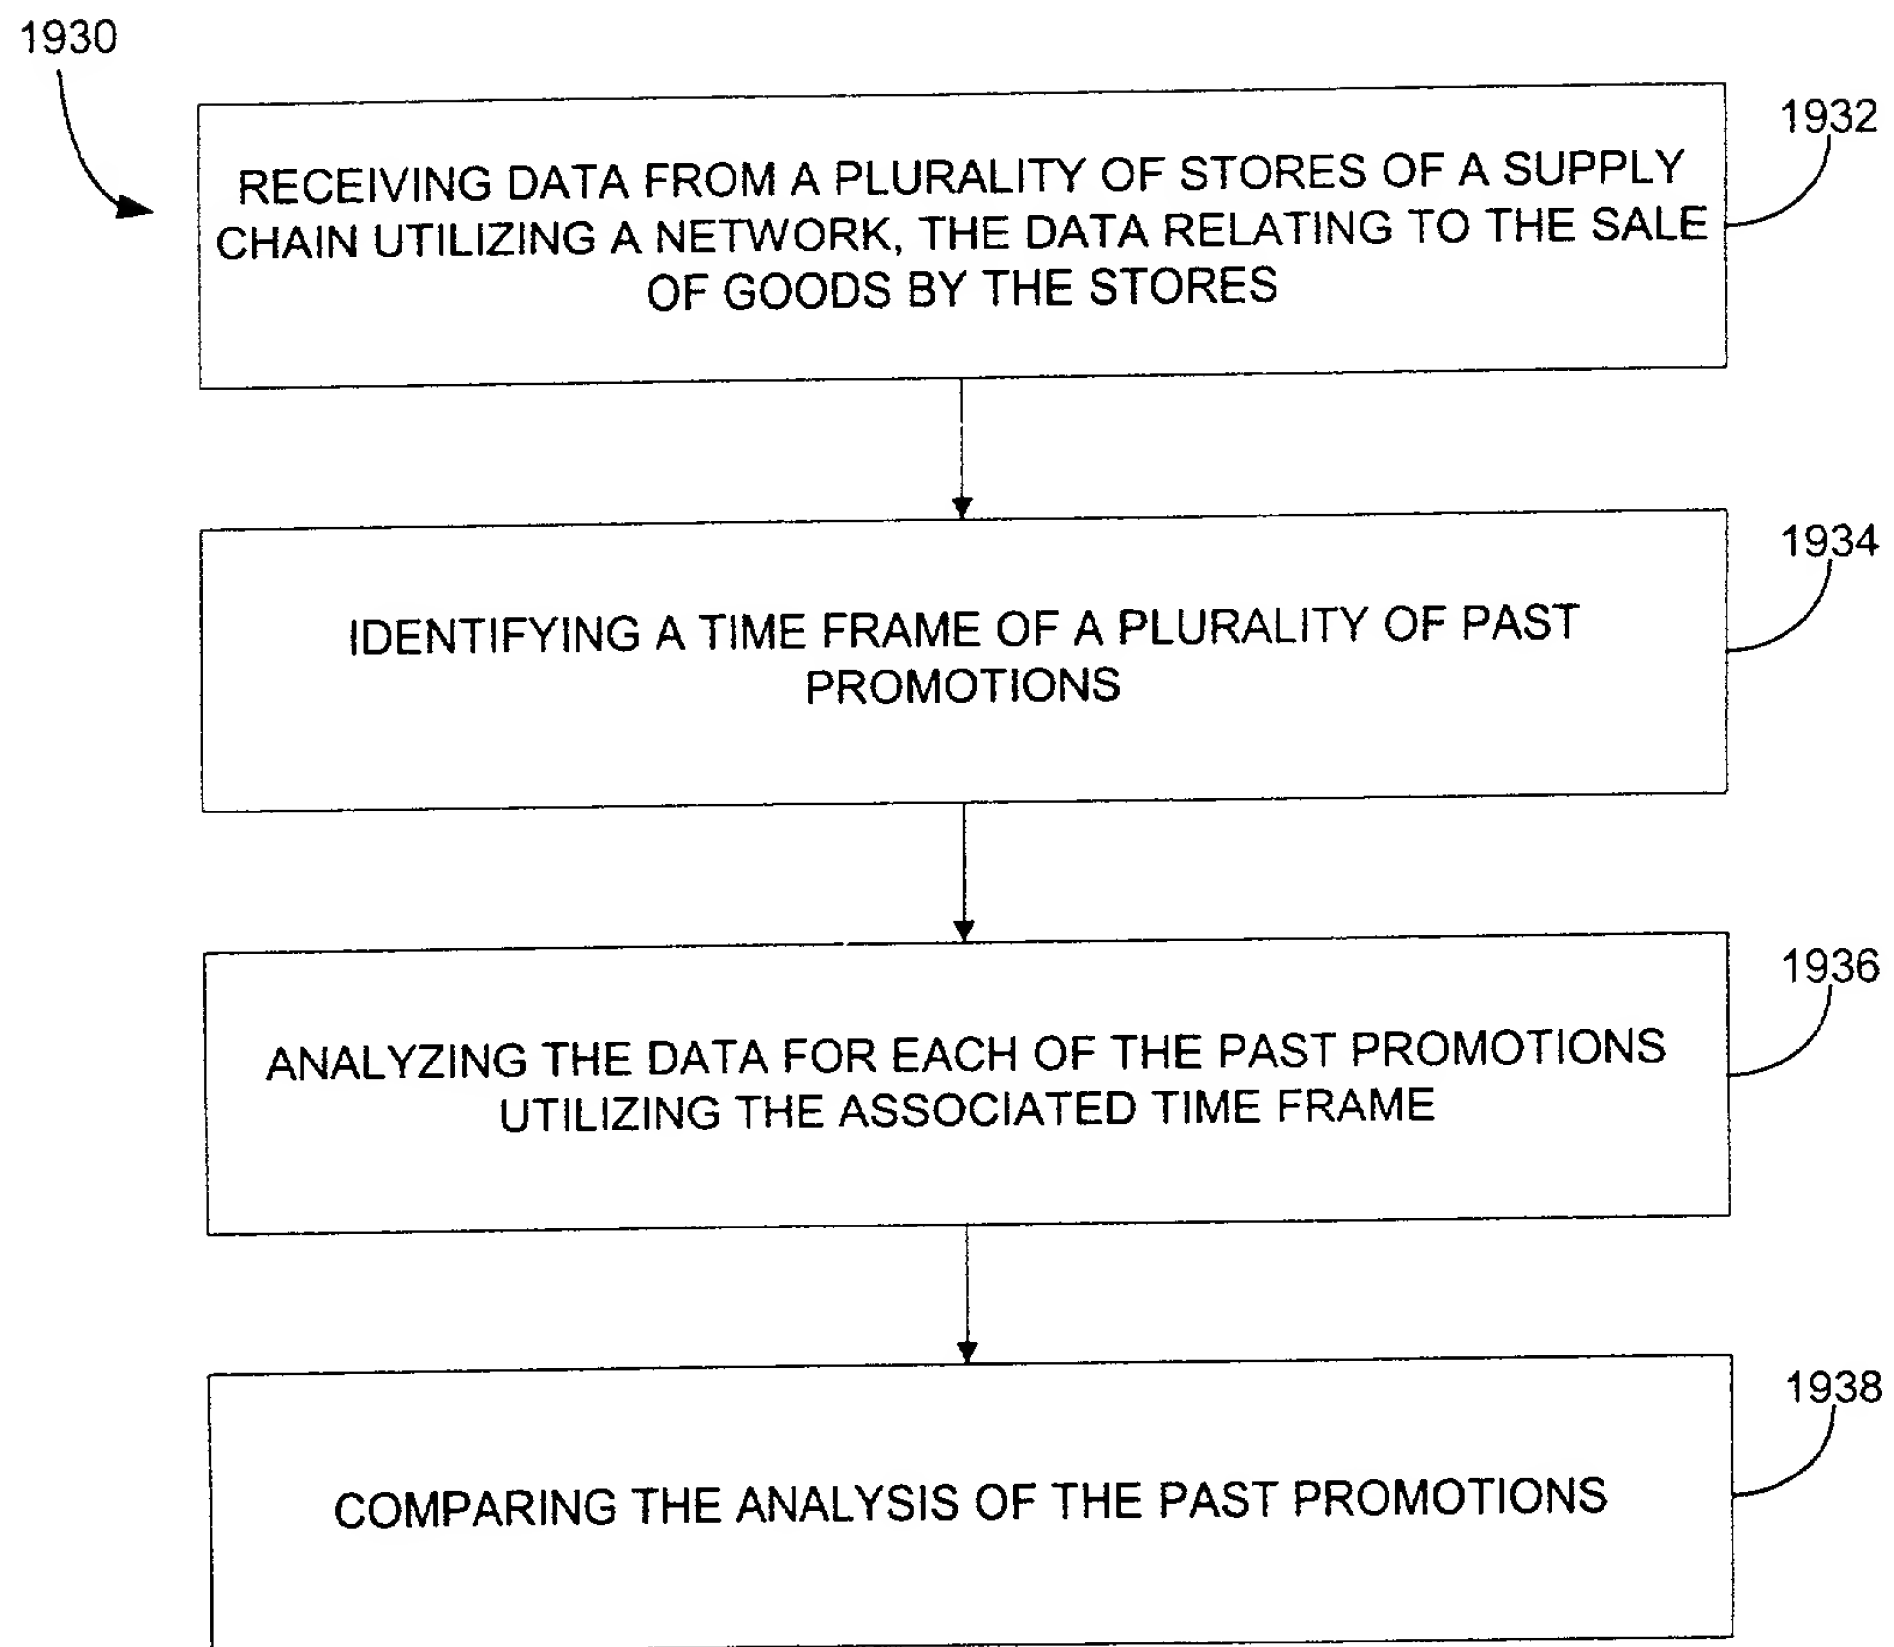 1930
1932
RECEIVING DATA FROM A PLURALITY OF STORES OF A SUPPLY
CHAIN UTILIZING A NETWORK, THE DATA RELATING TO THE SALE
OF GOODS BY THE STORES
1934
IDENTIFYING A TIME FRAME OF A PLURALITY OF PAST
PROMOTIONS
1936
ANALYZING THE DATA FOR EACH OF THE PAST PROMOTIONS
UTILIZING THE ASSOCIATED TIME FRAME
1938
COMPARING THE ANALYSIS OF THE PAST PROMOTIONS